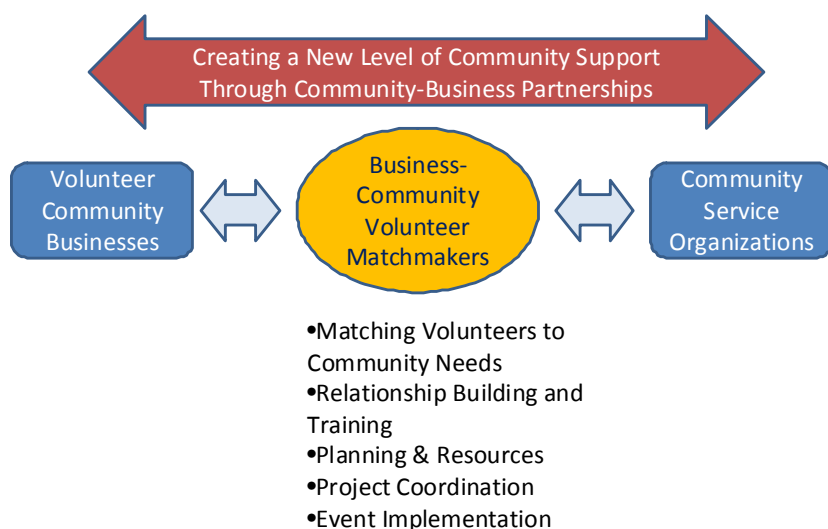 Creating a New Level of Community Support
Through Community-Business Partnerships
Volunteer
Community
Businesses
Business-
Community
Volunteer
Matchmakers
Community
Service
Organizations
•Matching Volunteers to
Community Needs
•Relationship Building and
Training
•Planning & Resources
•Project Coordination
•Event Implementation